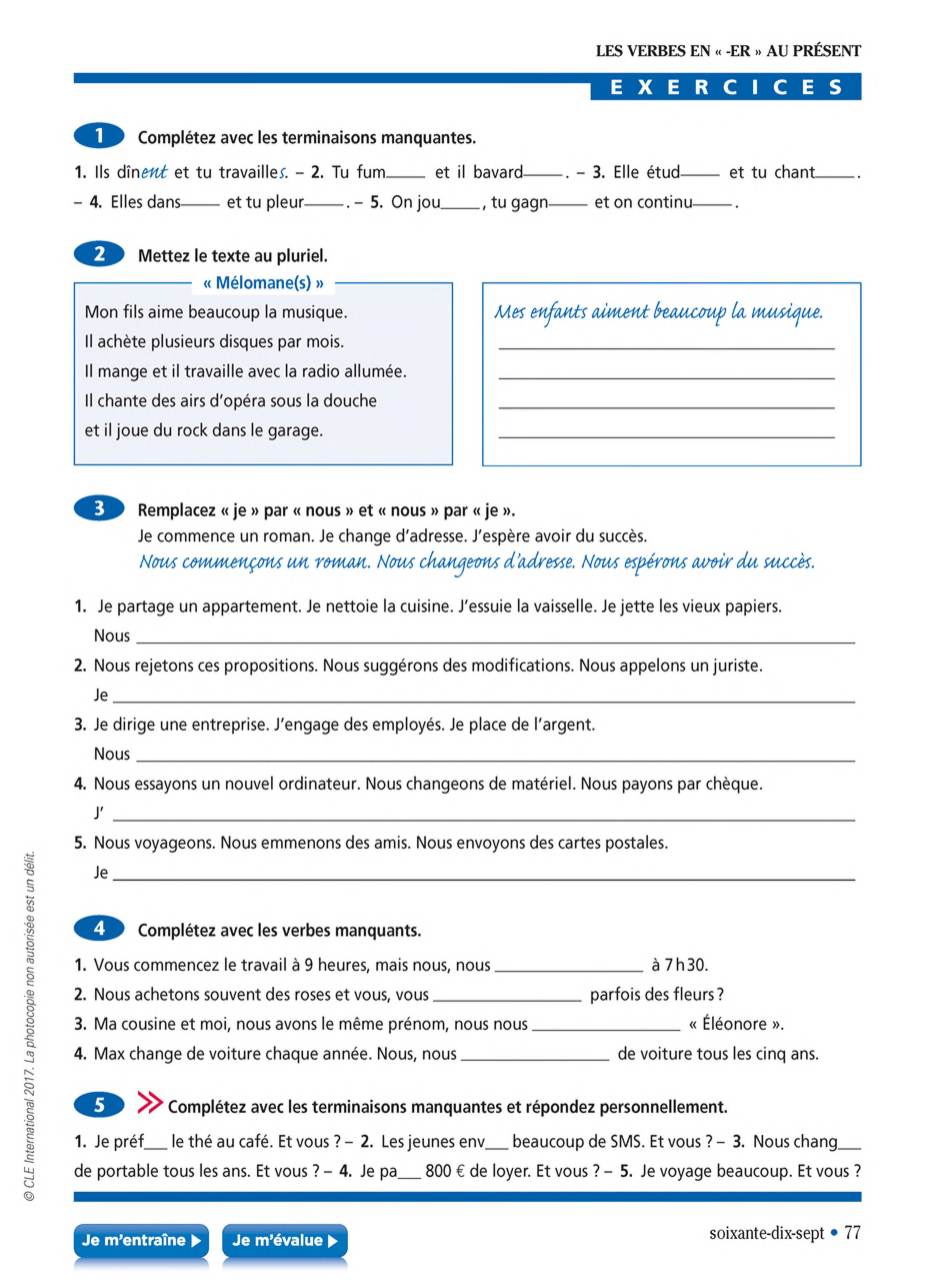 LES VERBES EN « -ER » AU PRÉSENT
EXERCICES
1 Complétez avec les terminaisons manquantes.
1. Ils dînent et tu travailles. – 2. Tu fum_____ et il bavard_____. – 3. Elle étud_____ et tu chant_____.
– 4. Elles dans_____ et tu pleur_____. – 5. On jou_____, tu gagn_____ et on continu_____.
2 Mettez le texte au pluriel.
« Mélomane(s) »
Mon fils aime beaucoup la musique.
Il achète plusieurs disques par mois.
Il mange et il travaille avec la radio allumée.
Il chante des airs d'opéra sous la douche
et il joue du rock dans le garage.
Mes enfants aiment beaucoup la musique.
3 Remplacez « je » par « nous » et « nous » par « je ».
Je commence un roman. Je change d'adresse. J'espère avoir du succès.
Nous commençons un roman. Nous changeons d'adresse. Nous espérons avoir du succès.
1. Je partage un appartement. Je nettoie la cuisine. J'essuie la vaisselle. Je jette les vieux papiers.
Nous
2. Nous rejetons ces propositions. Nous suggérons des modifications. Nous appelons un juriste.
Je
3. Je dirige une entreprise. J'engage des employés. Je place de l'argent.
Nous
4. Nous essayons un nouvel ordinateur. Nous changeons de matériel. Nous payons par chèque.
J'
5. Nous voyageons. Nous emmenons des amis. Nous envoyons des cartes postales.
Je
4 Complétez avec les verbes manquants.
1. Vous commencez le travail à 9 heures, mais nous, nous __________ à 7 h 30.
2. Nous achetons souvent des roses et vous, vous __________ parfois des fleurs ?
3. Ma cousine et moi, nous avons le même prénom, nous nous __________ « Éléonore ».
4. Max change de voiture chaque année. Nous, nous __________ de voiture tous les cinq ans.
5 >> Complétez avec les terminaisons manquantes et répondez personnellement.
1. Je préf___ le thé au café. Et vous ? – 2. Les jeunes env___ beaucoup de SMS. Et vous ? – 3. Nous chang___
de portable tous les ans. Et vous ? – 4. Je pa___ 800 € de loyer. Et vous ? – 5. Je voyage beaucoup. Et vous ?
© CLE International 2017. La photocopie non autorisée est un délit.
Je m'entraîne
Je m'évalue
soixante-dix-sept • 77